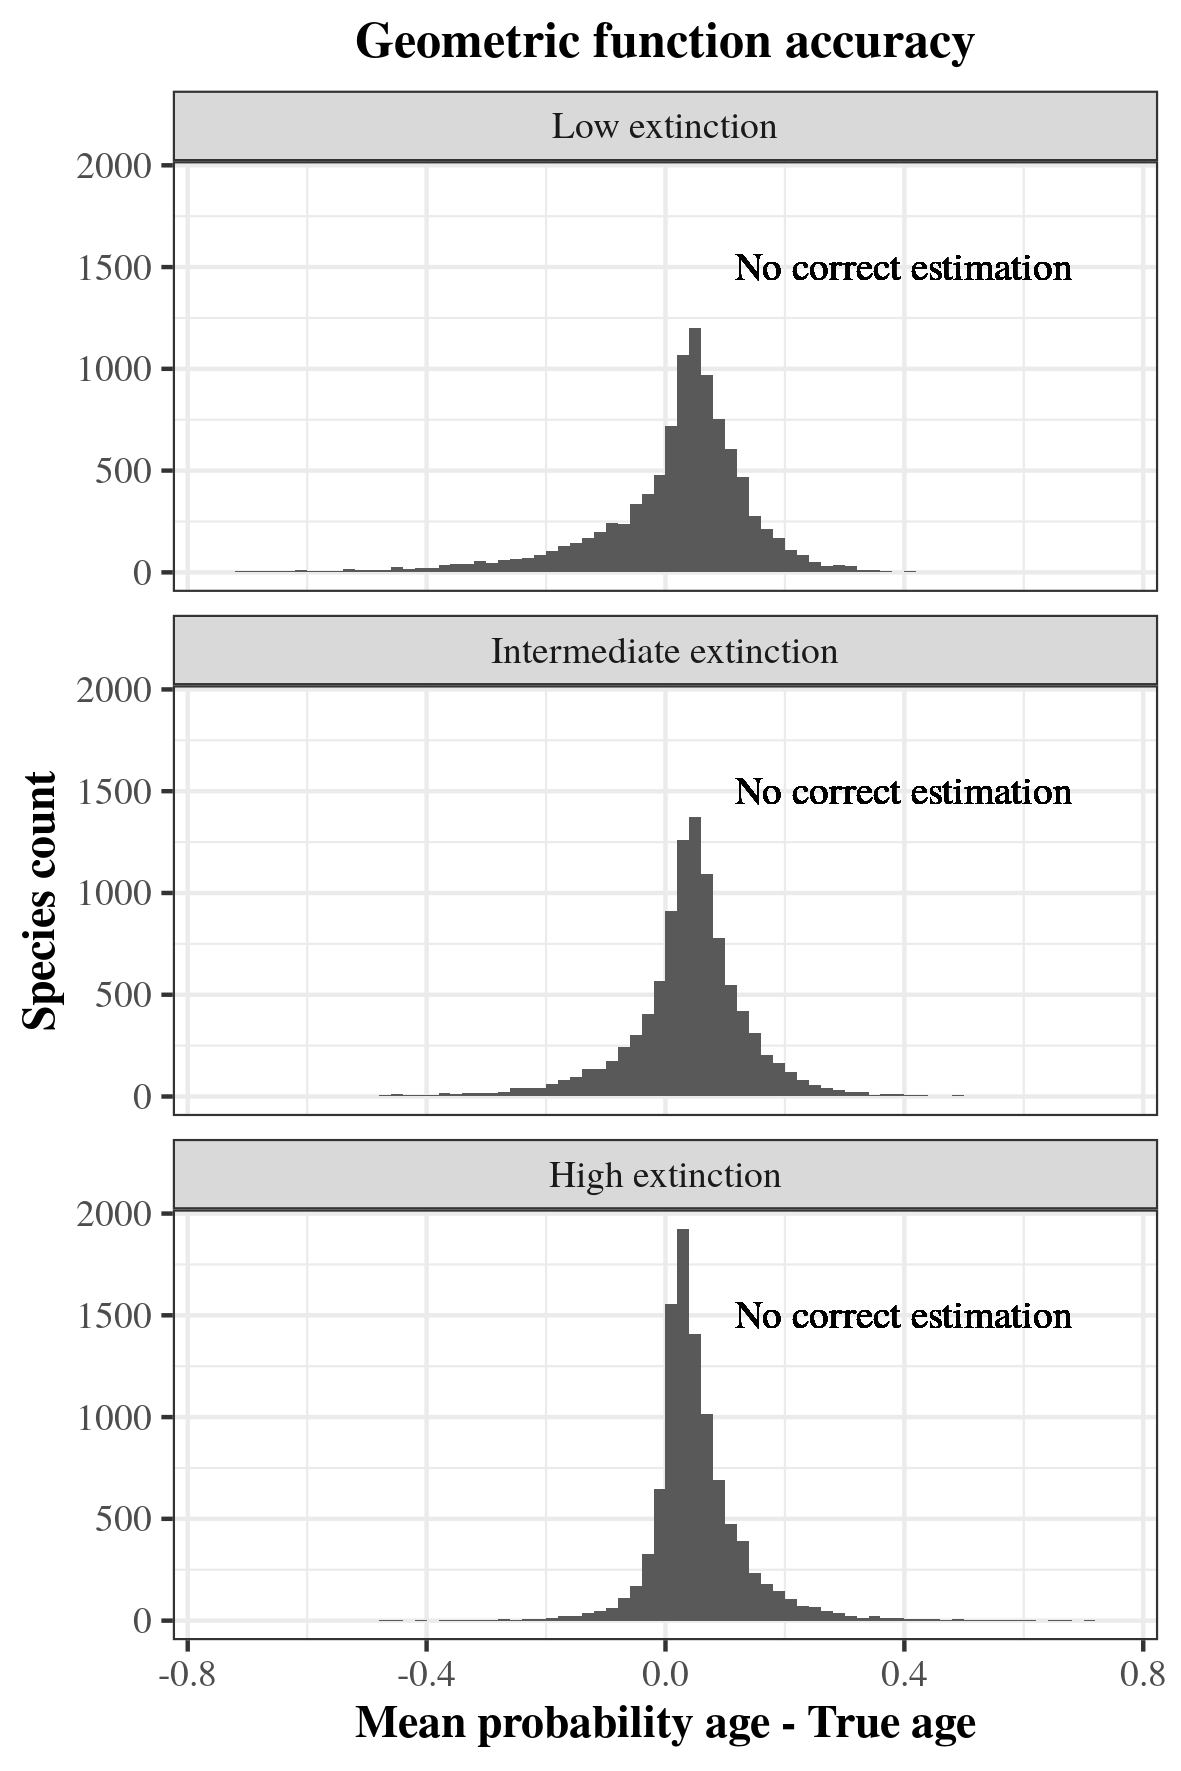 Geometric function accuracy
Low extinction
2000
1500
1000
500
0
No correct estimation
Intermediate extinction
2000
1500
1000
500
0
No correct estimation
High extinction
2000
1500
1000
500
0
No correct estimation
Species count
-0.8 -0.4 0.0 0.4 0.8
Mean probability age - True age